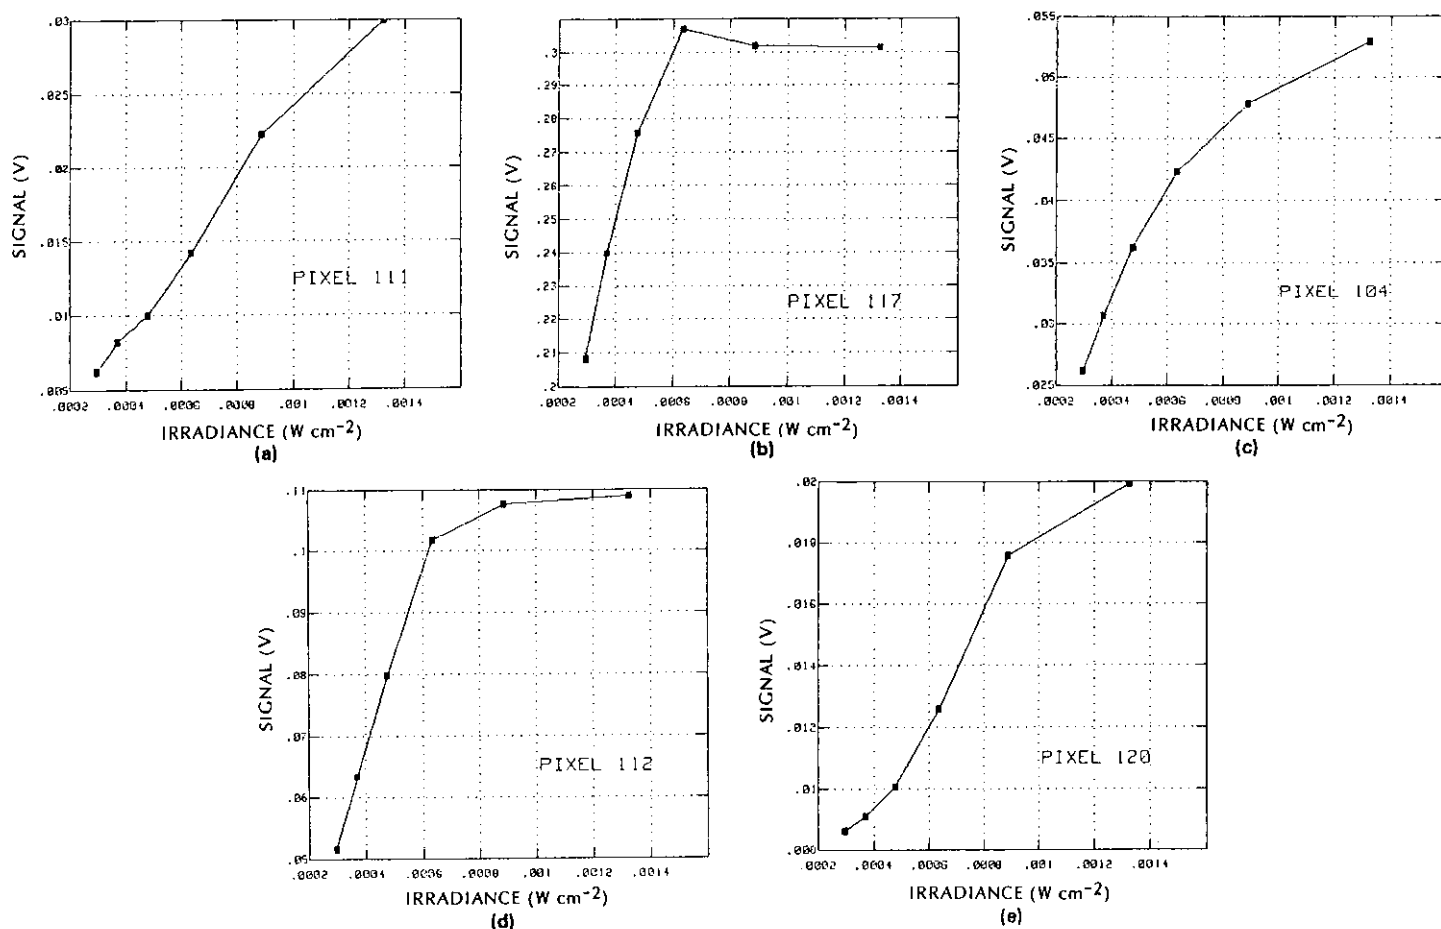 .03
.025
.02
.015
.01
.005
SIGNAL (V)
PIXEL 111
.0002 .0004 .0006 .0008 .001 .0012 .0014
IRRADIANCE (W cm⁻²)
(a)
.3
.29
.28
.27
.26
.25
.24
.23
.22
.21
.2
SIGNAL (V)
PIXEL 117
.0002 .0004 .0006 .0008 .001 .0012 .0014
IRRADIANCE (W cm⁻²)
(b)
.055
.05
.045
.04
.035
.03
.025
SIGNAL (V)
PIXEL 104
.0002 .0004 .0006 .0008 .001 .0012 .0014
IRRADIANCE (W cm⁻²)
(c)
.11
.1
.09
.08
.07
.06
.05
SIGNAL (V)
PIXEL 112
.0002 .0004 .0006 .0008 .001 .0012 .0014
IRRADIANCE (W cm⁻²)
(d)
.02
.018
.016
.014
.012
.01
.008
SIGNAL (V)
PIXEL 120
.0002 .0004 .0006 .0008 .001 .0012 .0014
IRRADIANCE (W cm⁻²)
(e)